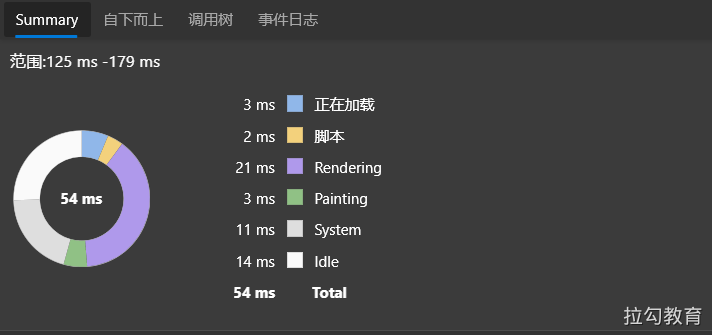 Summary 自下而上 调用树 事件日志
范围:125 ms -179 ms
3 ms 正在加载
2 ms 脚本
21 ms Rendering
3 ms Painting
54 ms
11 ms System
14 ms Idle
54 ms Total
拉勾教育